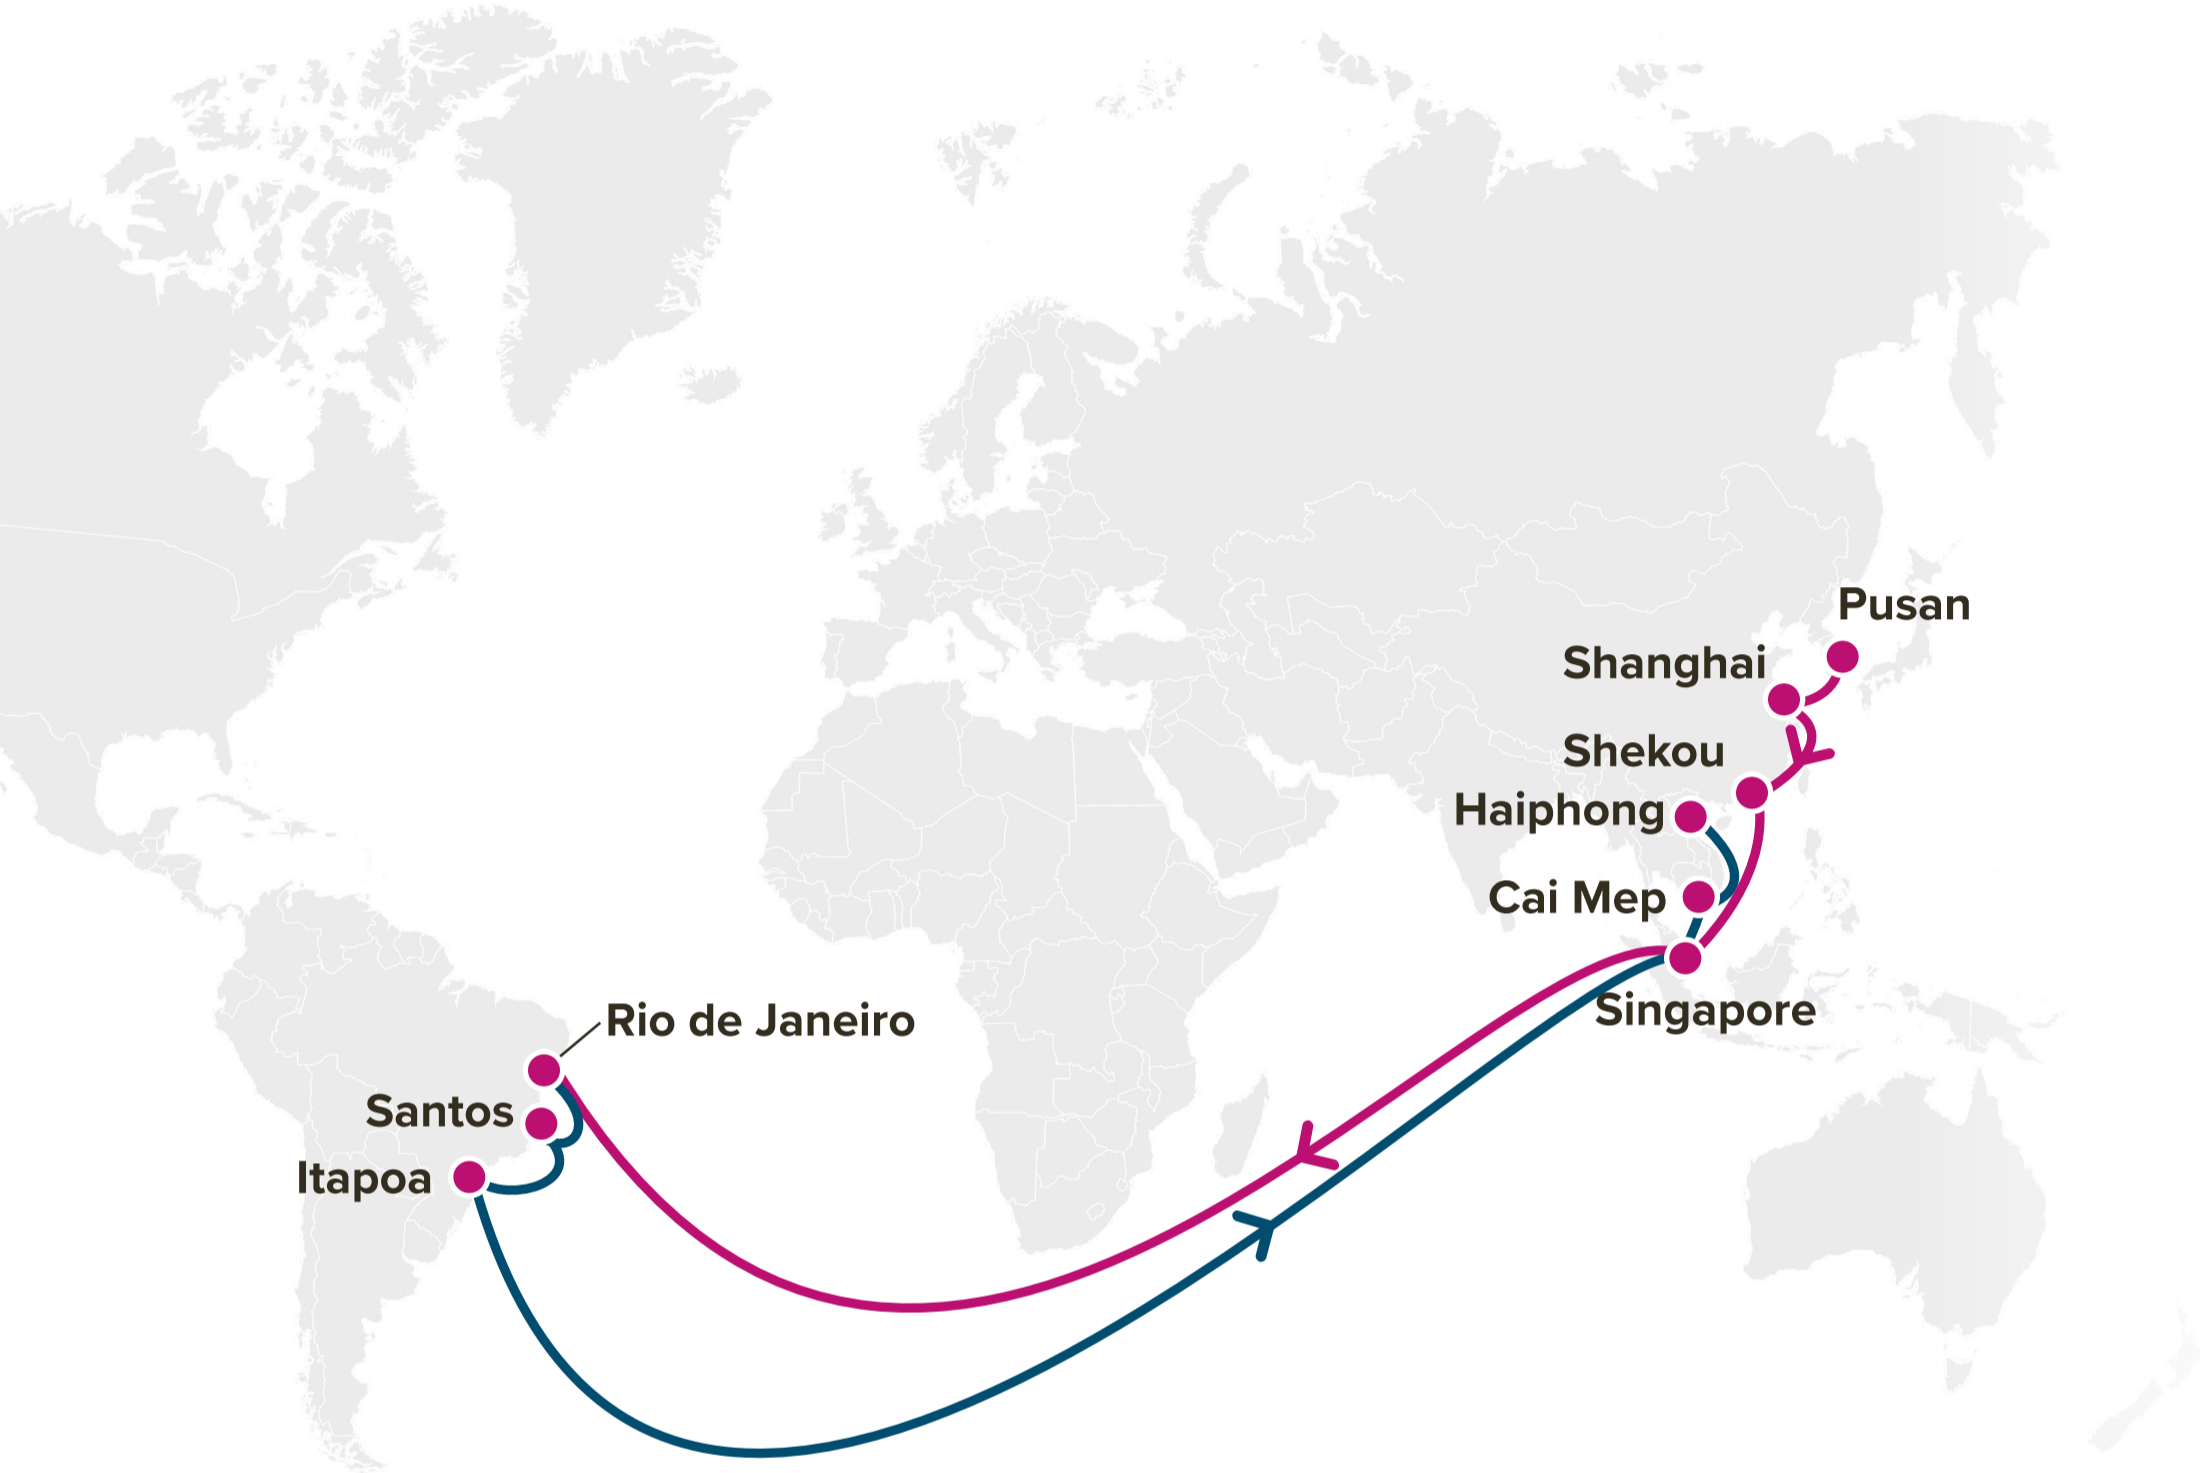 Pusan
Shanghai
Shekou
Haiphong
Cai Mep
Singapore
Rio de Janeiro
Santos
Itapoa